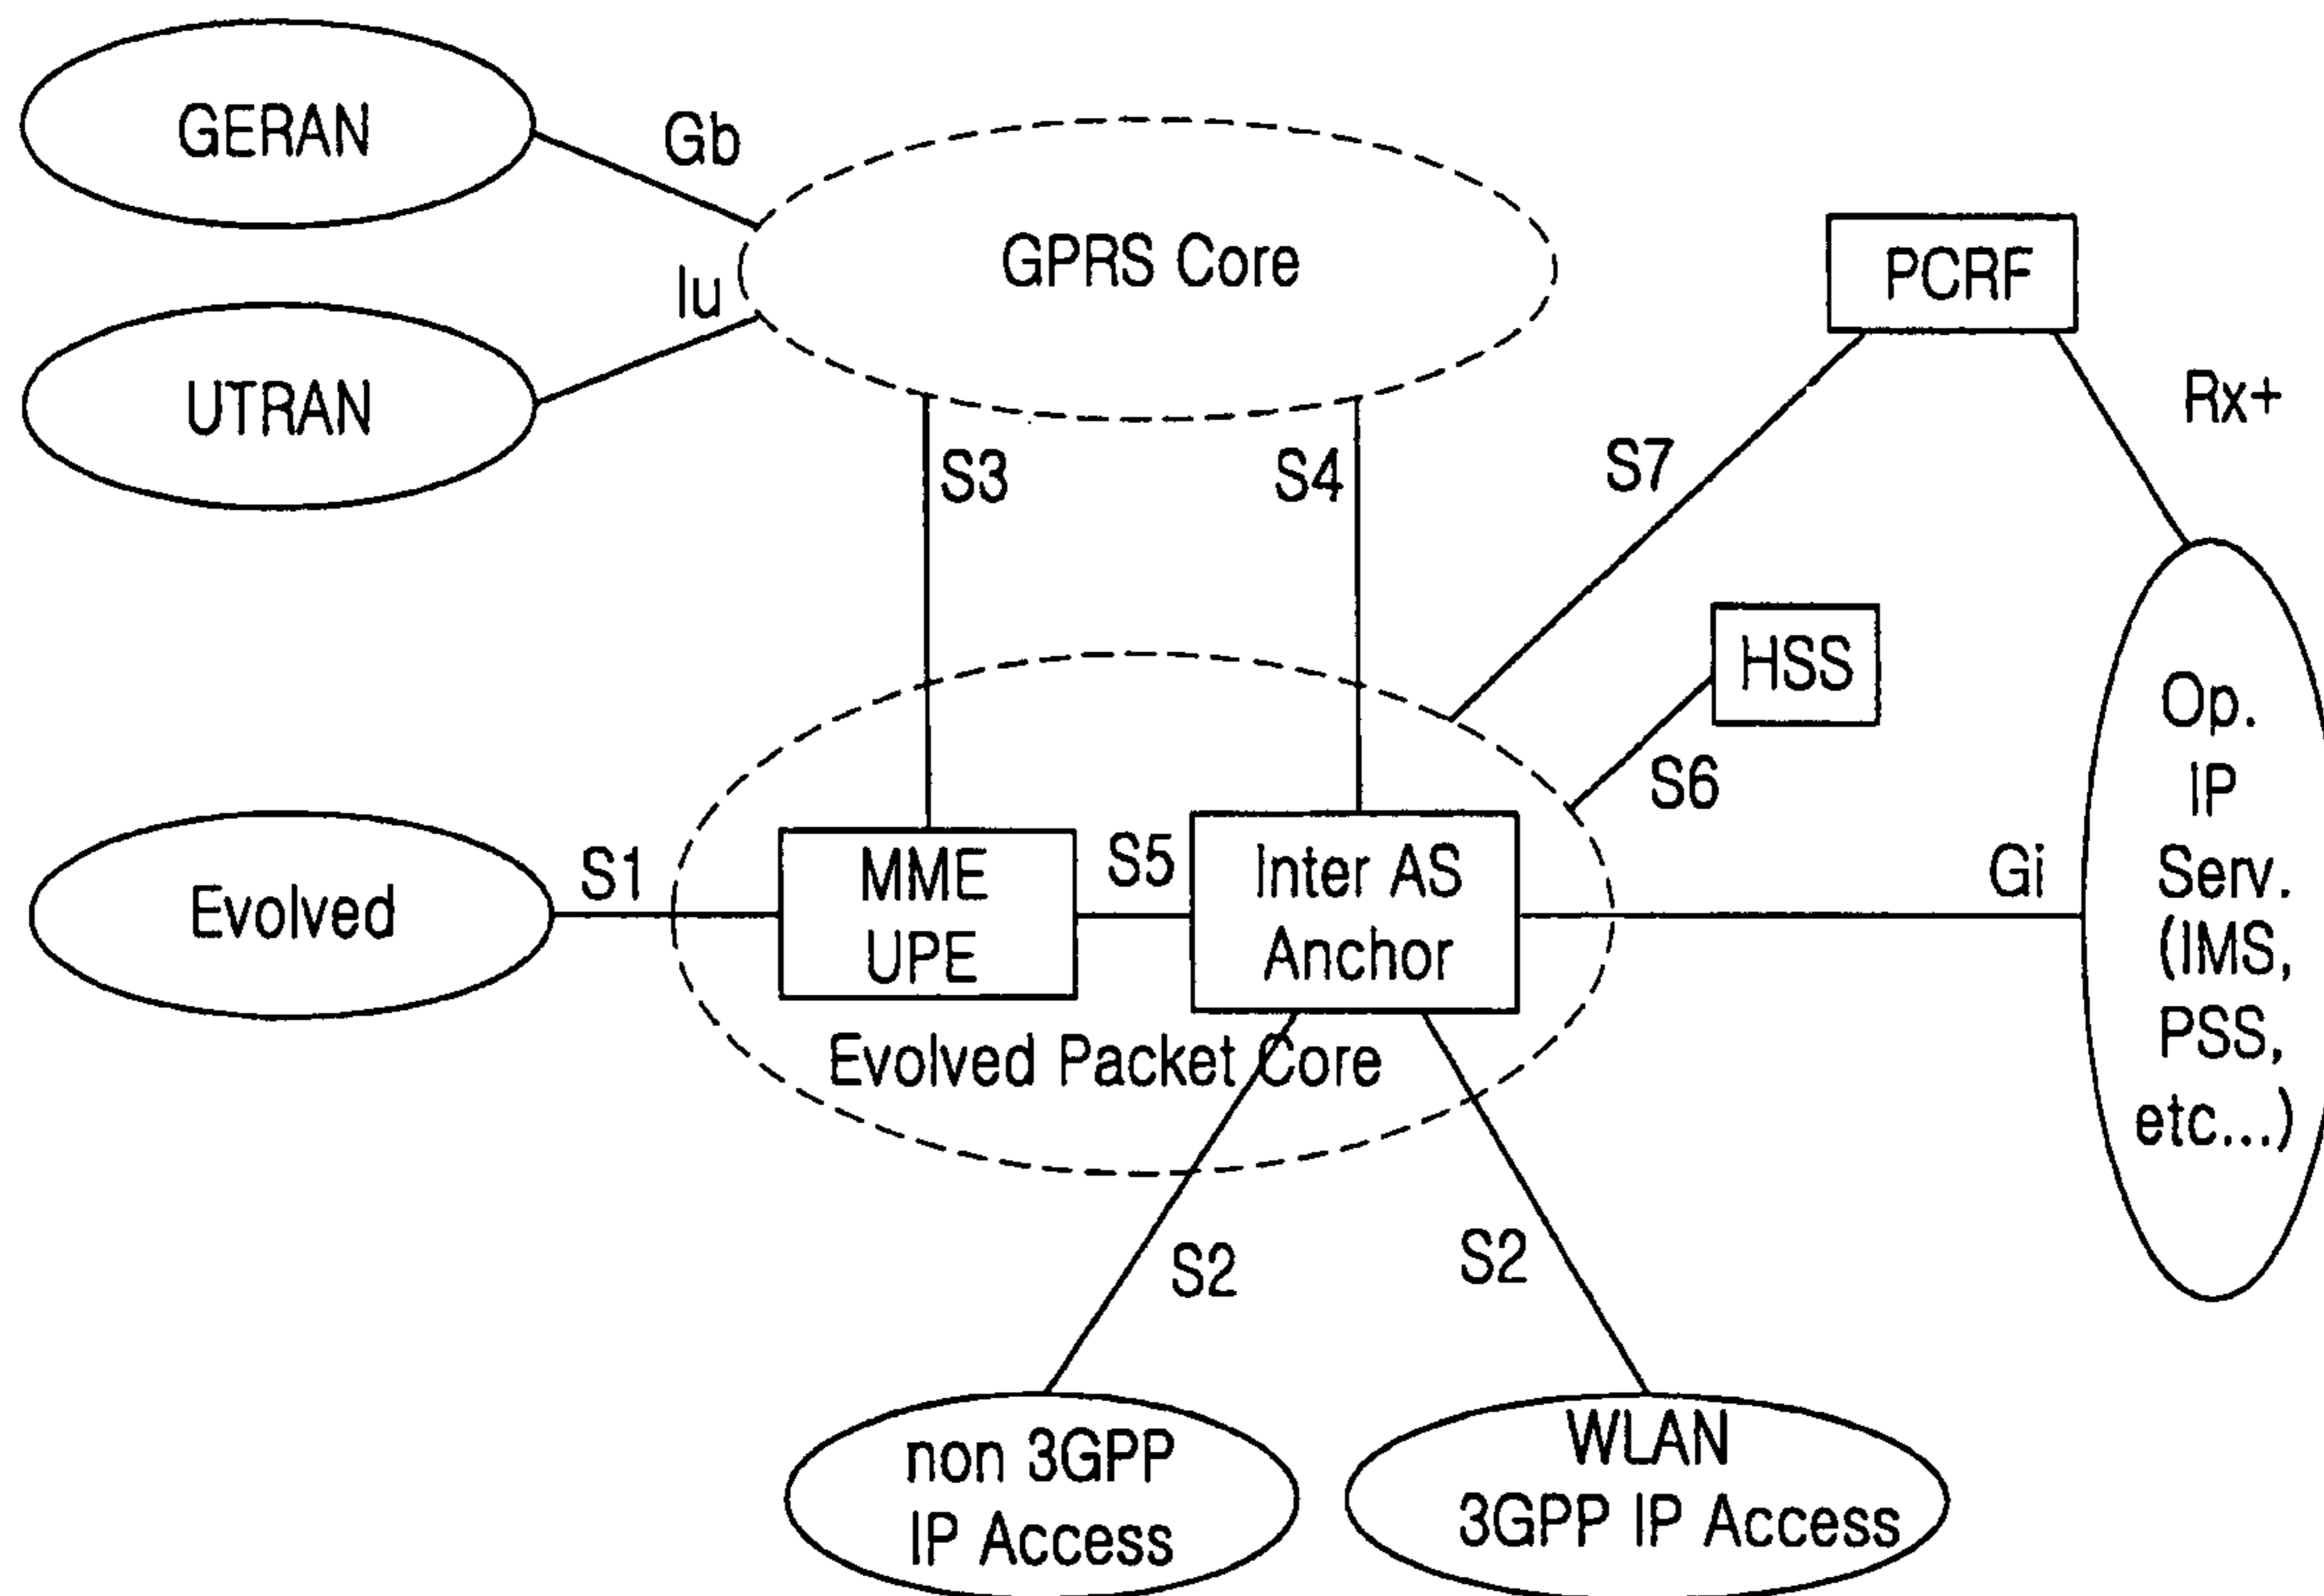 GERAN
Gb
GPRS Core
PCRF
Iu
UTRAN
Rx+
S3
S4
S7
HSS
S6
Evolved
S1
MME
UPE
S5
Inter AS
Anchor
Gi
Op.
IP
Serv.
(IMS,
PSS,
etc...)
Evolved Packet Core
S2
S2
non 3GPP
IP Access
WLAN
3GPP IP Access